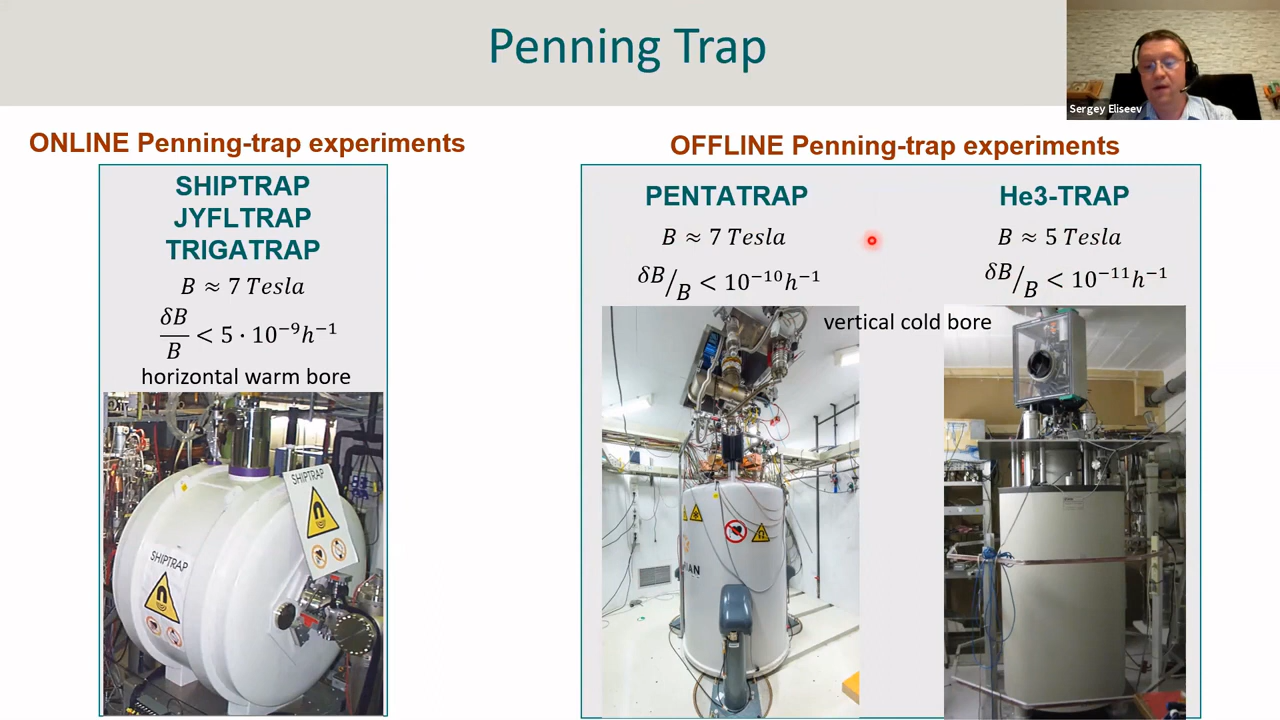 Penning Trap
Sergey Eliseev
ONLINE Penning-trap experiments
SHIPTRAP
JYFLTRAP
TRIGATRAP
B ≈ 7 Tesla
δB/B < 5 · 10⁻⁹h⁻¹
horizontal warm bore
SHIPTRAP
SHIPTRAP
OFFLINE Penning-trap experiments
PENTATRAP
B ≈ 7 Tesla
δB/B < 10⁻¹⁰h⁻¹
He3-TRAP
B ≈ 5 Tesla
δB/B < 10⁻¹¹h⁻¹
vertical cold bore